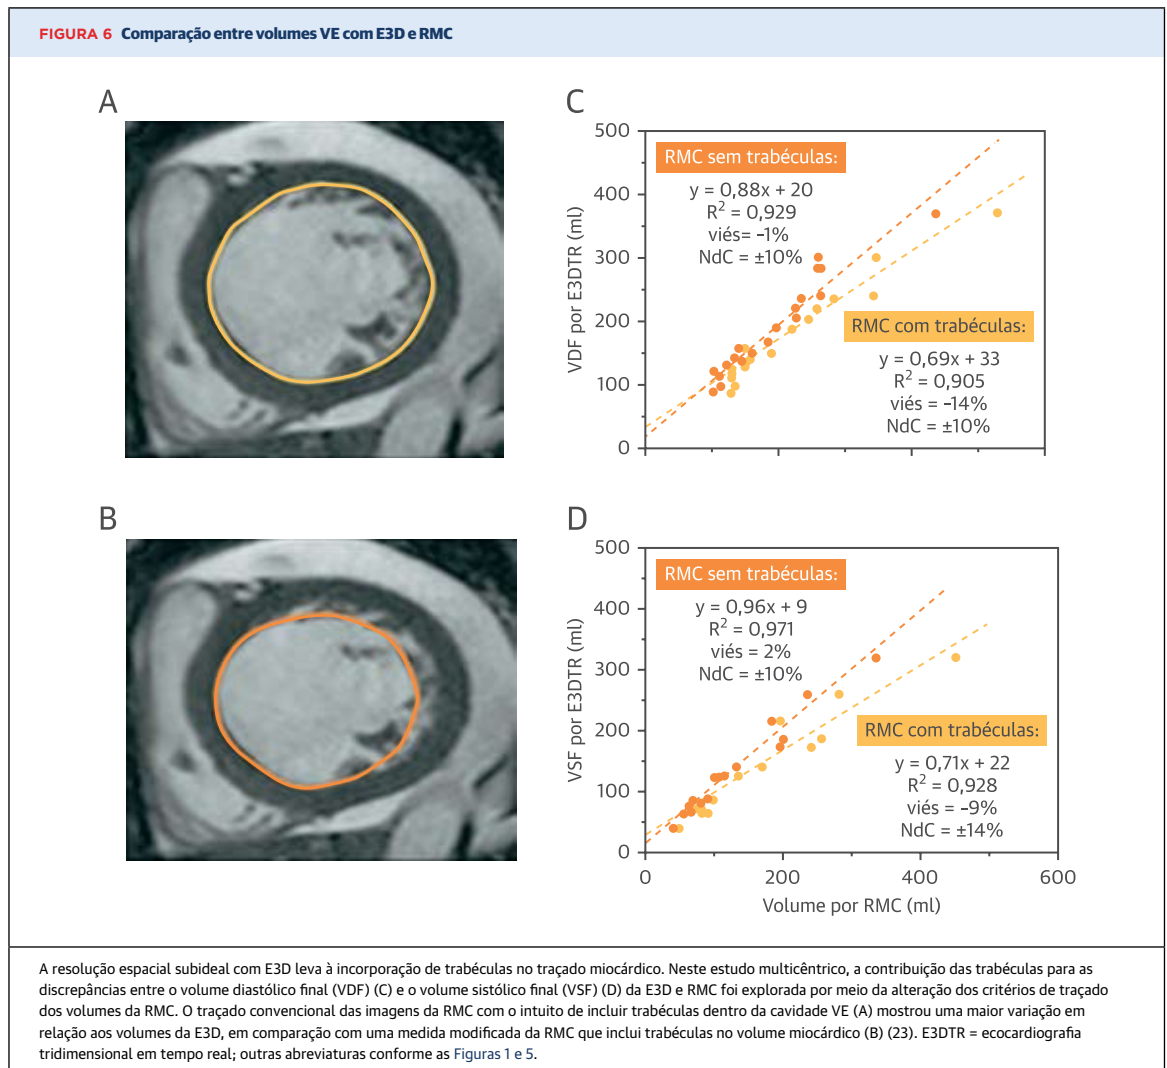 FIGURA 6 Comparação entre volumes VE com E3D e RMC
A
B
C
VDF por E3DTR (ml)
500
400
300
200
100
0
RMC sem trabéculas:
y = 0,88x + 20
R² = 0,929
viés= -1%
NdC = ±10%
RMC com trabéculas:
y = 0,69x + 33
R² = 0,905
viés = -14%
NdC = ±10%
D
VSF por E3DTR (ml)
500
400
300
200
100
0
RMC sem trabéculas:
y = 0,96x + 9
R² = 0,971
viés = 2%
NdC = ±10%
RMC com trabéculas:
y = 0,71x + 22
R² = 0,928
viés = -9%
NdC = ±14%
0 200 400 600
Volume por RMC (ml)
A resolução espacial subideal com E3D leva à incorporação de trabéculas no traçado miocárdico. Neste estudo multicêntrico, a contribuição das trabéculas para as
discrepâncias entre o volume diastólico final (VDF) (C) e o volume sistólico final (VSF) (D) da E3D e RMC foi explorada por meio da alteração dos critérios de traçado
dos volumes da RMC. O traçado convencional das imagens da RMC com o intuito de incluir trabéculas dentro da cavidade VE (A) mostrou uma maior variação em
relação aos volumes da E3D, em comparação com uma medida modificada da RMC que inclui trabéculas no volume miocárdico (B) (23). E3DTR = ecocardiografia
tridimensional em tempo real; outras abreviaturas conforme as Figuras 1 e 5.